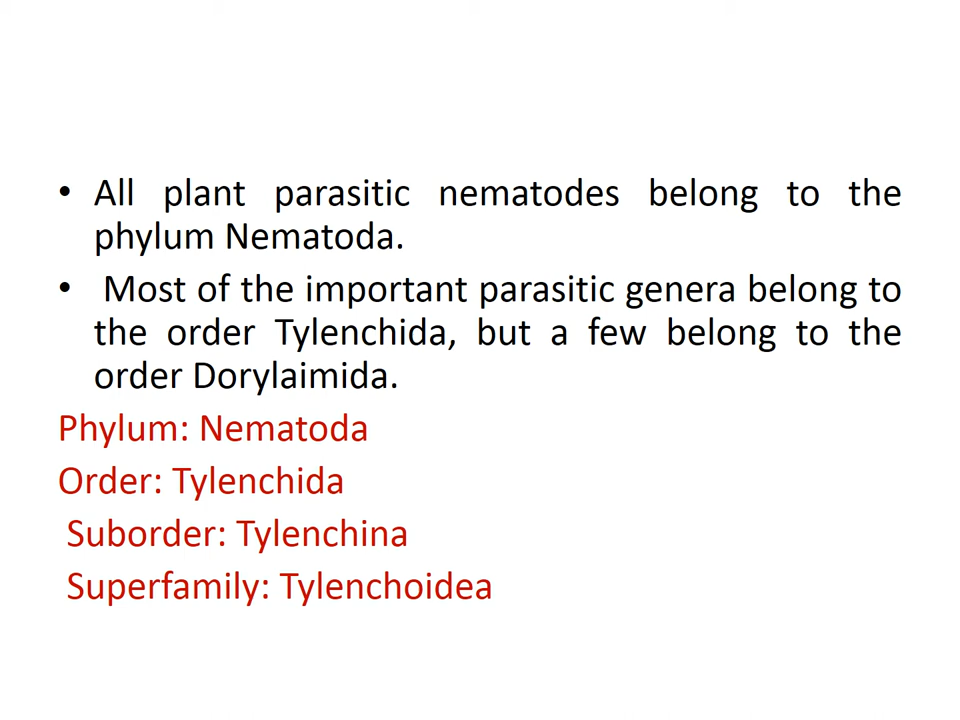 • All plant parasitic nematodes belong to the
phylum Nematoda.
• Most of the important parasitic genera belong to
the order Tylenchida, but a few belong to the
order Dorylaimida.
Phylum: Nematoda
Order: Tylenchida
Suborder: Tylenchina
Superfamily: Tylenchoidea